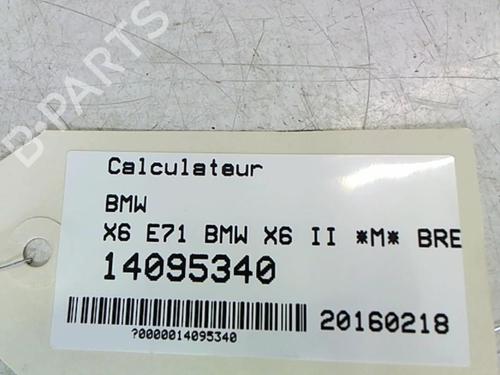 B-PARTS
Calculateur
BMW
X6 E71 BMW X6 II *M* BRE
14095340
20160218
?0000014095340